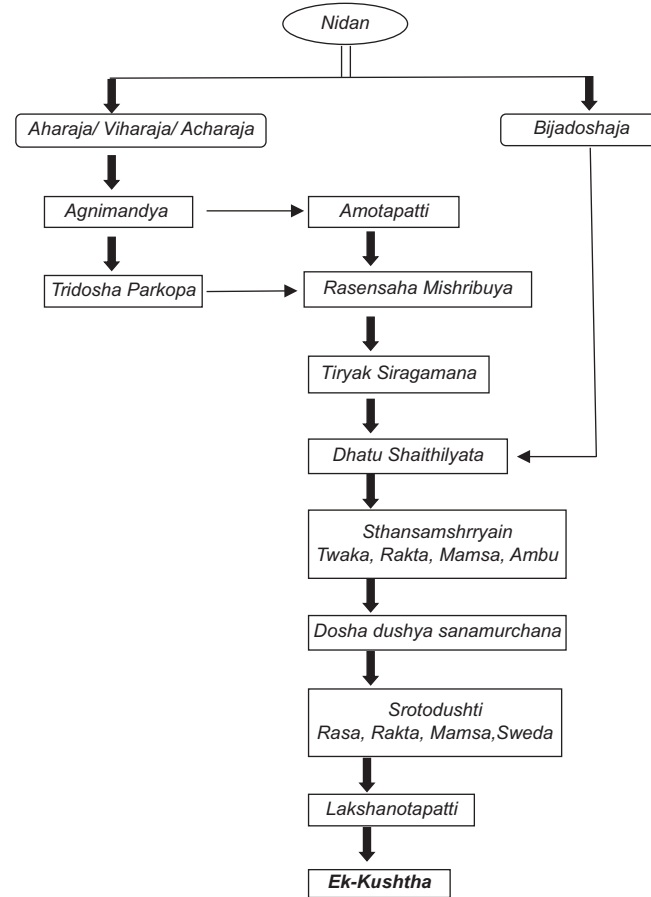 Nidan
Aharaja/ Viharaja/ Acharaja
Bijadoshaja
Agnimandya
Amotapatti
Tridosha Parkopa
Rasensaha Mishribuya
Tiryak Siragamana
Dhatu Shaithilyata
Sthansamshrryain
Twaka, Rakta, Mamsa, Ambu
Dosha dushya sanamurchana
Srotodushti
Rasa, Rakta, Mamsa,Sweda
Lakshanotapatti
Ek-Kushtha